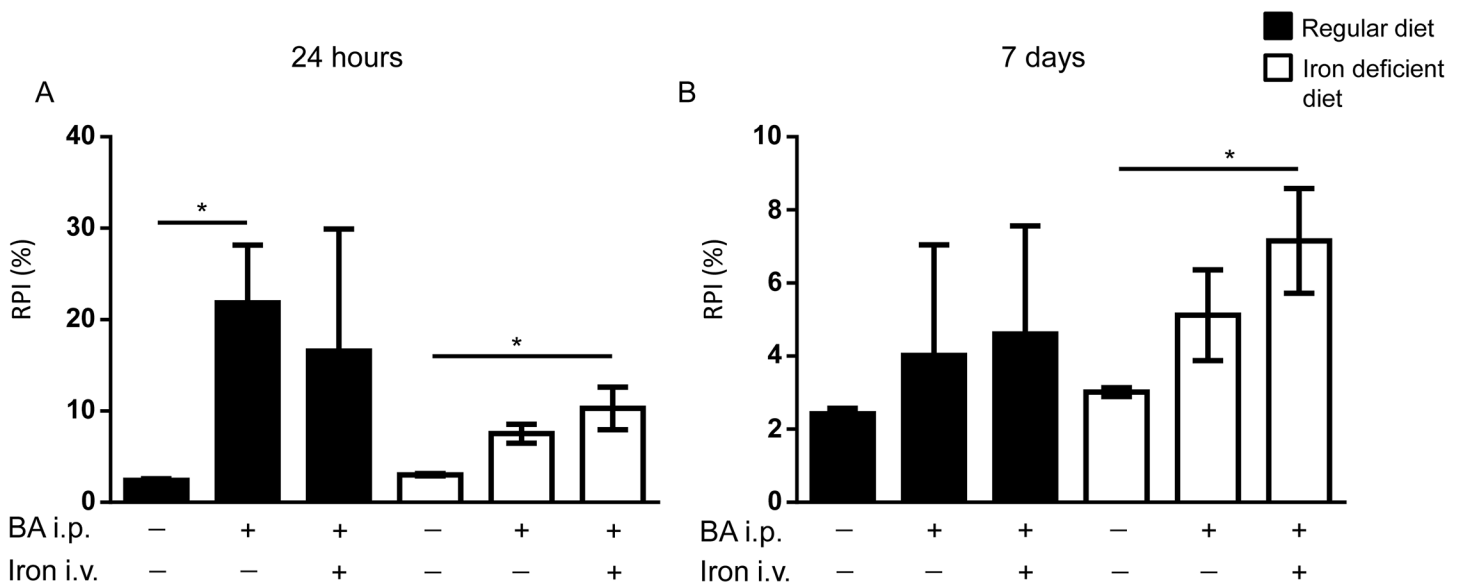 24 hours
7 days
Regular diet
Iron deficient
diet
A
B
40
30
20
10
0
RPI (%)
*
*
10
8
6
4
2
0
RPI (%)
*
BA i.p. – + + – + +
Iron i.v. – – + – – +
BA i.p. – + + – + +
Iron i.v. – – + – – +